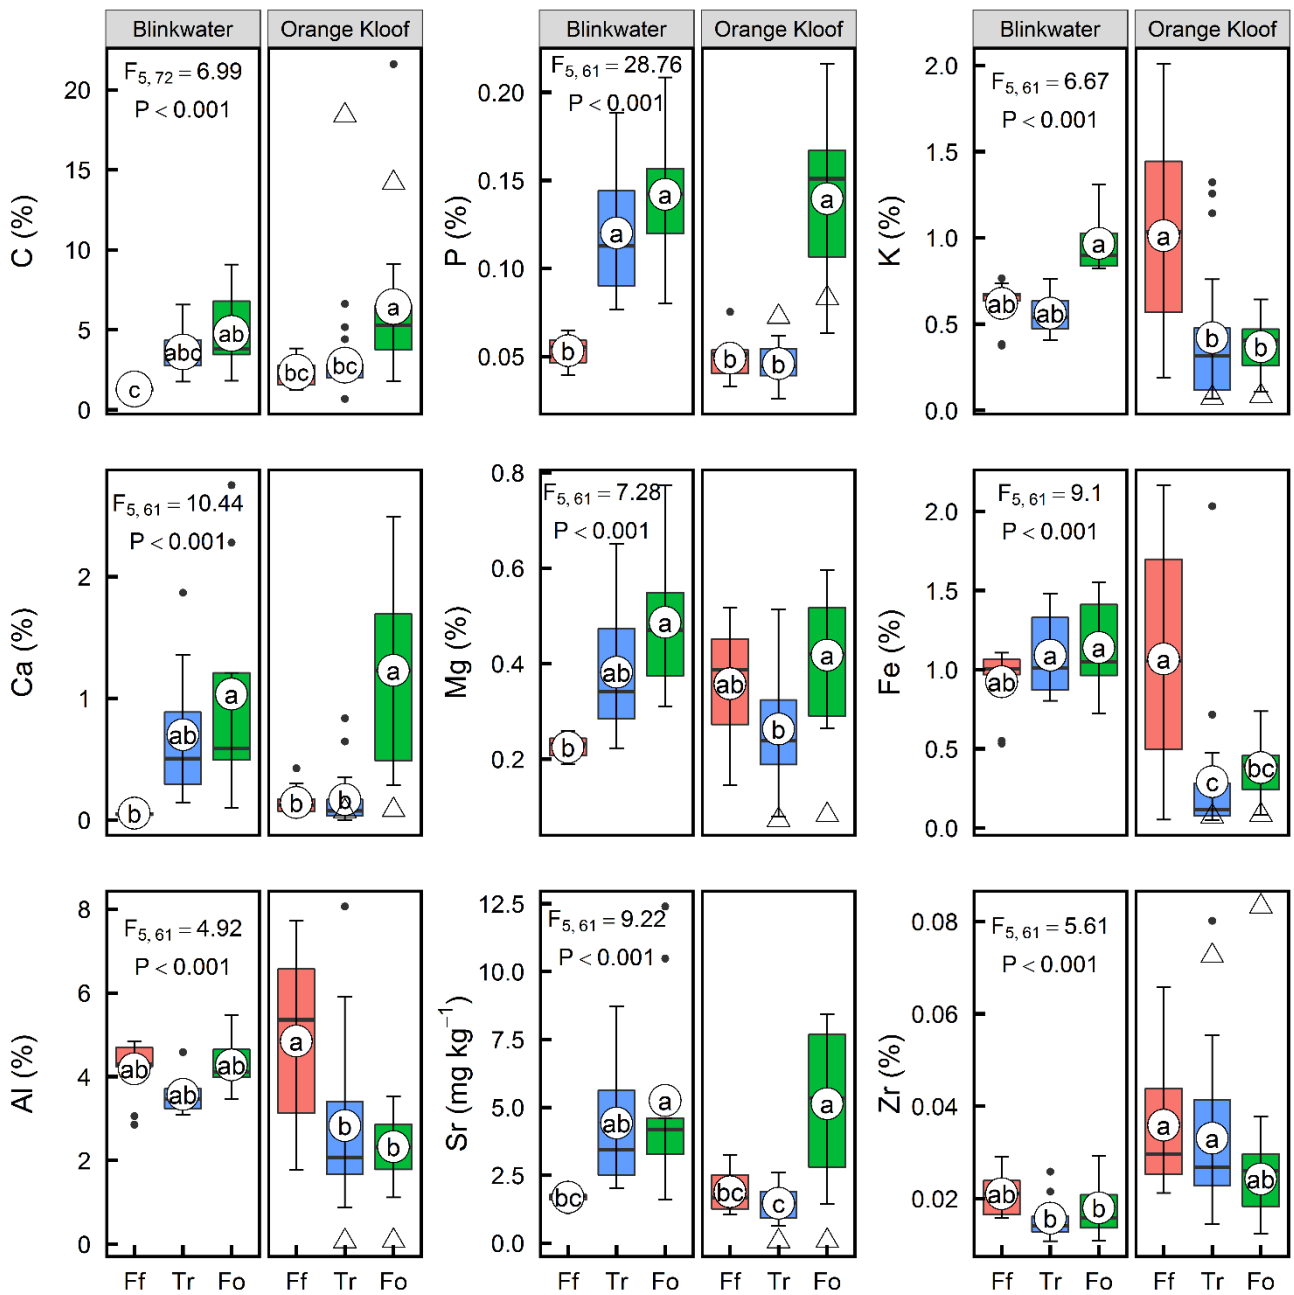 Blinkwater Orange Kloof
C (%)
20
15
10
5
0
F5, 72 = 6.99
P < 0.001
c abc ab
bc bc a
Blinkwater Orange Kloof
P (%)
0.20
0.15
0.10
0.05
F5, 61 = 28.76
P < 0.001
b a a
b b a
Blinkwater Orange Kloof
K (%)
2.0
1.5
1.0
0.5
0.0
F5, 61 = 6.67
P < 0.001
ab ab a
a b b
Ca (%)
2
1
0
F5, 61 = 10.44
P < 0.001
b ab a
b b a
Mg (%)
0.8
0.6
0.4
0.2
F5, 61 = 7.28
P < 0.001
b ab a
ab b a
Fe (%)
2.0
1.5
1.0
0.5
0.0
F5, 61 = 9.1
P < 0.001
ab a a
a c bc
Al (%)
8
6
4
2
0
F5, 61 = 4.92
P < 0.001
ab ab ab
a b b
Ff Tr Fo Ff Tr Fo
Sr (mg kg−1)
12.5
10.0
7.5
5.0
2.5
0.0
F5, 61 = 9.22
P < 0.001
bc ab a
bc c a
Ff Tr Fo Ff Tr Fo
Zr (%)
0.08
0.06
0.04
0.02
F5, 61 = 5.61
P < 0.001
ab b b
a a ab
Ff Tr Fo Ff Tr Fo